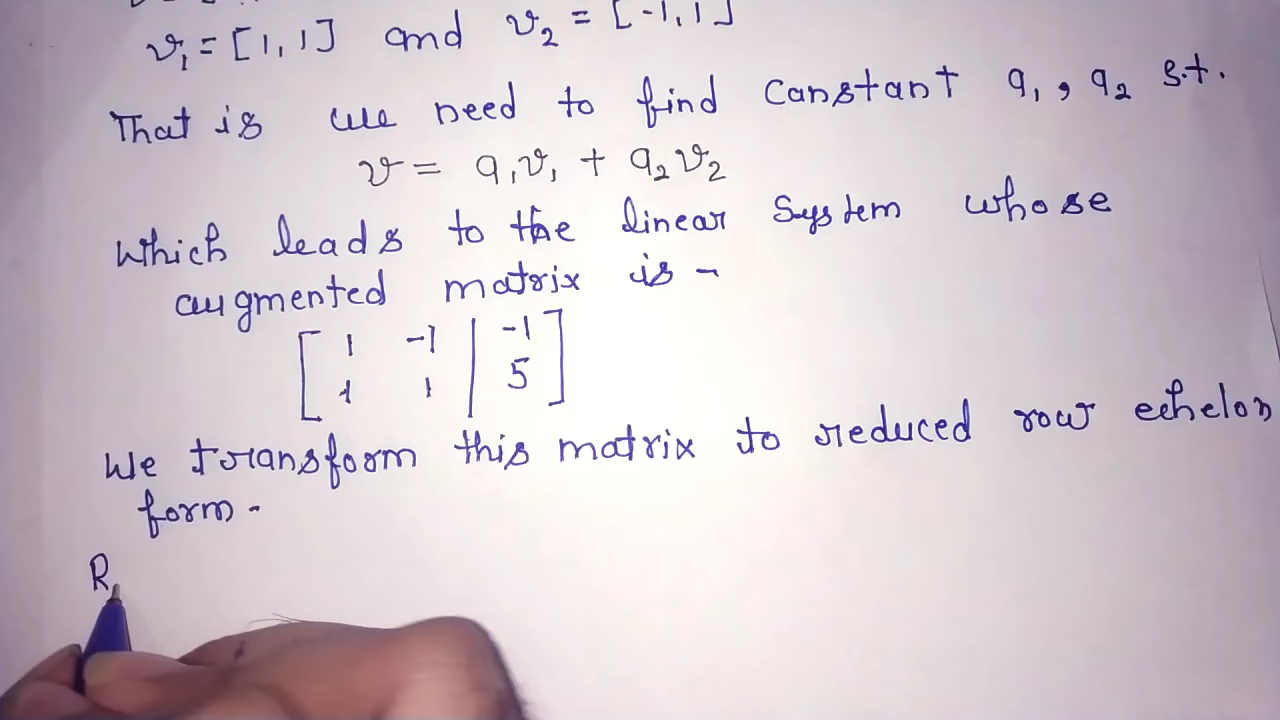 v₁ = [1, 1] and v₂ = [-1, 1]
That is we need to find constant a₁, a₂ s.t.
v = a₁v₁ + a₂v₂
Which leads to the linear System whose
augmented matrix is -
[ 1 -1 | -1 ]
[ 1 1 | 5 ]
We transform this matrix to reduced row echelon
form -
R